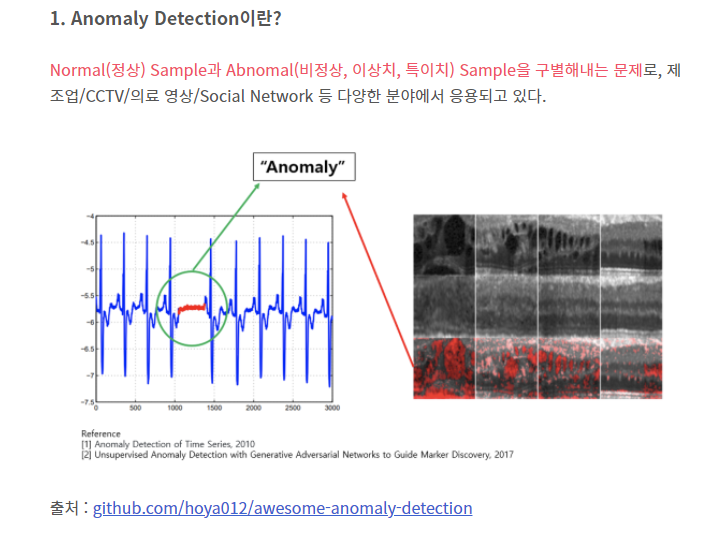 1. Anomaly Detection이란?
Normal(정상) Sample과 Abnomal(비정상, 이상치, 특이치) Sample을 구별해내는 문제로, 제
조업/CCTV/의료 영상/Social Network 등 다양한 분야에서 응용되고 있다.
“Anomaly”
-4
-4.5
-5
-5.5
-6
-6.5
-7
-7.5
0 500 1000 1500 2000 2500 3000
Reference
[1] Anomaly Detection of Time Series, 2010
[2] Unsupervised Anomaly Detection with Generative Adversarial Networks to Guide Marker Discovery, 2017
출처 : github.com/hoya012/awesome-anomaly-detection